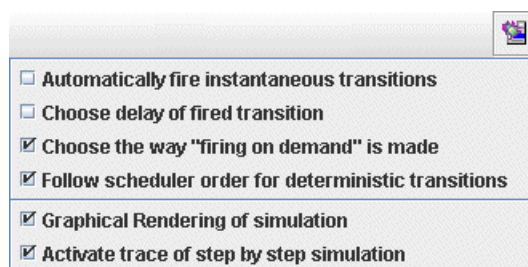 Automatically fire instantaneous transitions
Choose delay of fired transition
Choose the way "firing on demand" is made
Follow scheduler order for deterministic transitions
Graphical Rendering of simulation
Activate trace of step by step simulation